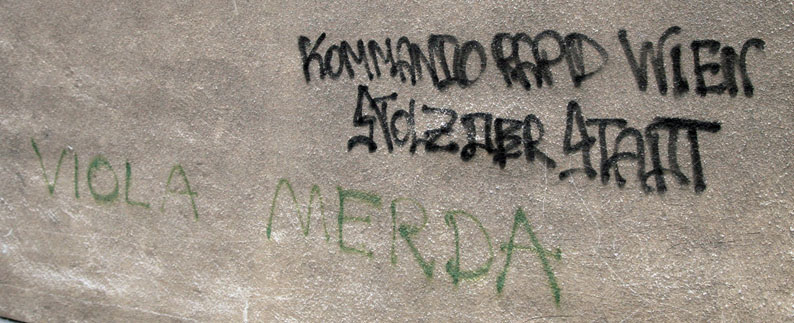 KOMMANDO RAPID WIEN
STOLZ DER STADT
VIOLA MERDA